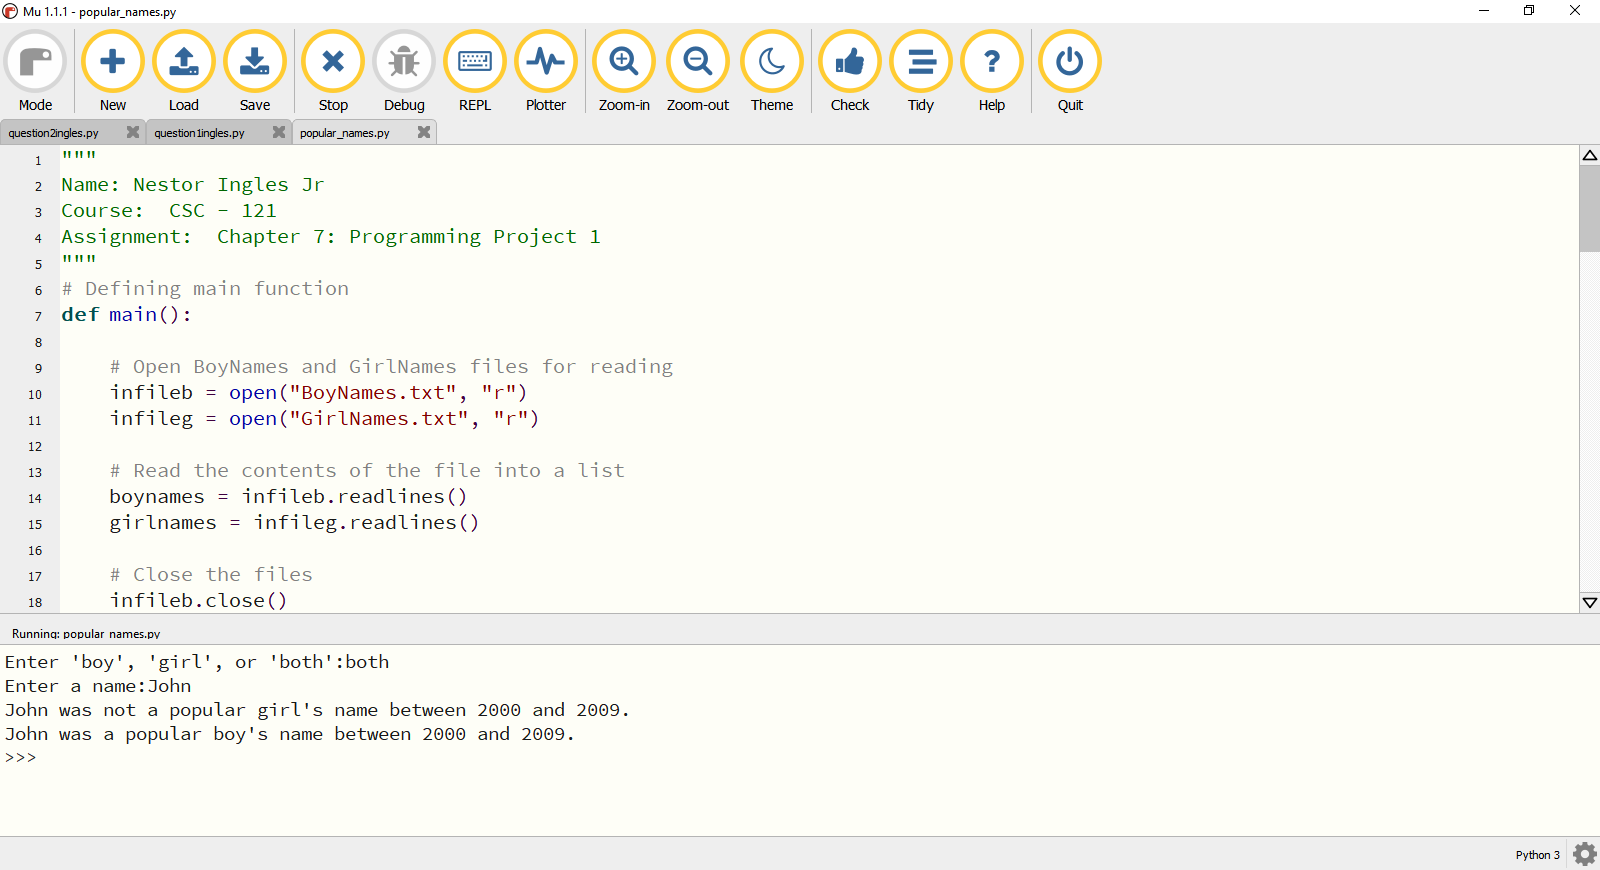 Mu 1.1.1 - popular_names.py
Mode New Load Save Stop Debug REPL Plotter Zoom-in Zoom-out Theme Check Tidy Help Quit
question2ingles.py question1ingles.py popular_names.py
1 """
2 Name: Nestor Ingles Jr
3 Course:  CSC - 121
4 Assignment:  Chapter 7: Programming Project 1
5 """
6 # Defining main function
7 def main():
8
9     # Open BoyNames and GirlNames files for reading
10     infileb = open("BoyNames.txt", "r")
11     infileg = open("GirlNames.txt", "r")
12
13     # Read the contents of the file into a list
14     boynames = infileb.readlines()
15     girlnames = infileg.readlines()
16
17     # Close the files
18     infileb.close()
Running: popular_names.py
Enter 'boy', 'girl', or 'both':both
Enter a name:John
John was not a popular girl's name between 2000 and 2009.
John was a popular boy's name between 2000 and 2009.
>>>
Python 3